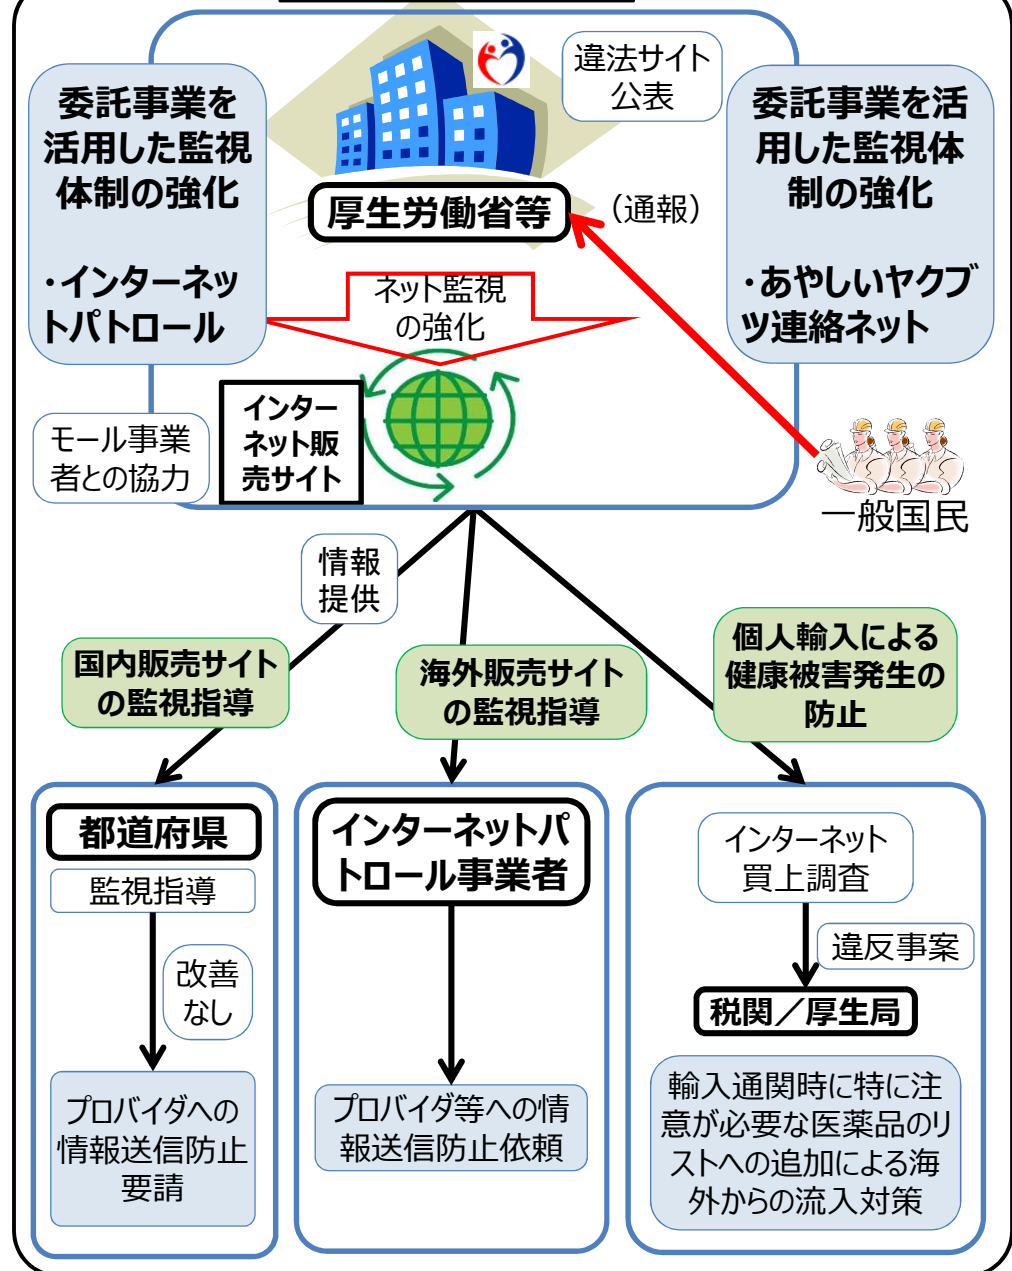 違法サイト
公表
委託事業を
活用した監視
体制の強化
・インターネッ
トパトロール
委託事業を活
用した監視体
制の強化
・あやしいヤクブ
ツ連絡ネット
厚生労働省等
（通報）
ネット監視
の強化
インター
ネット販
売サイト
モール事業
者との協力
一般国民
情報
提供
国内販売サイト
の監視指導
海外販売サイト
の監視指導
個人輸入による
健康被害発生の
防止
都道府県
監視指導
改善
なし
プロバイダへの
情報送信防止
要請
インターネットパ
トロール事業者
プロバイダ等への情
報送信防止依頼
インターネット
買上調査
違反事案
税関／厚生局
輸入通関時に特に注
意が必要な医薬品のリ
ストへの追加による海
外からの流入対策